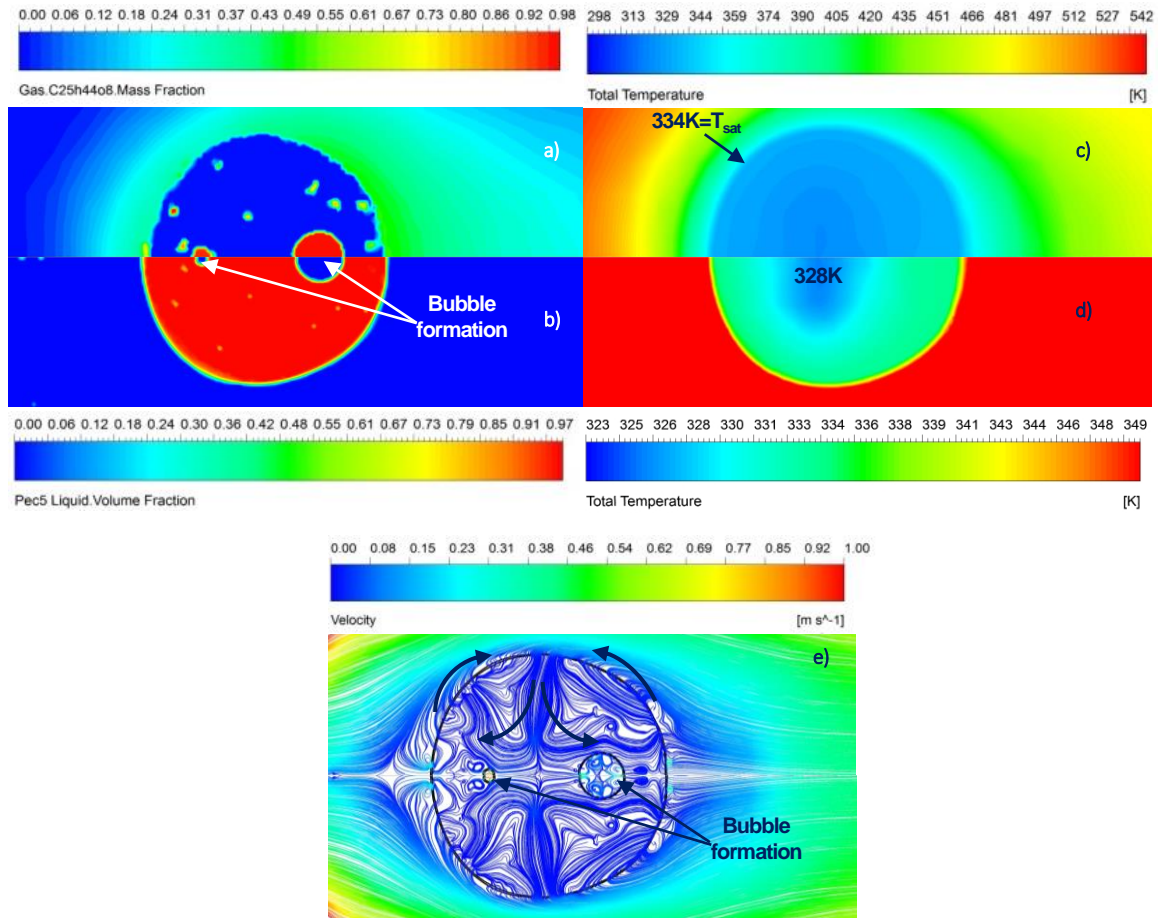 0.00 0.06 0.12 0.18 0.24 0.31 0.37 0.43 0.49 0.55 0.61 0.67 0.73 0.80 0.86 0.92 0.98
Gas.C25h44o8.Mass Fraction
298 313 329 344 359 374 390 405 420 435 451 466 481 497 512 527 542
Total Temperature [K]
a)
334K=Tsat
c)
Bubble
formation
b)
328K
d)
0.00 0.06 0.12 0.18 0.24 0.30 0.36 0.42 0.48 0.55 0.61 0.67 0.73 0.79 0.85 0.91 0.97
Pec5 Liquid.Volume Fraction
323 325 326 328 330 331 333 334 336 338 339 341 343 344 346 348 349
Total Temperature [K]
0.00 0.08 0.15 0.23 0.31 0.38 0.46 0.54 0.62 0.69 0.77 0.85 0.92 1.00
Velocity [m s^-1]
e)
Bubble
formation